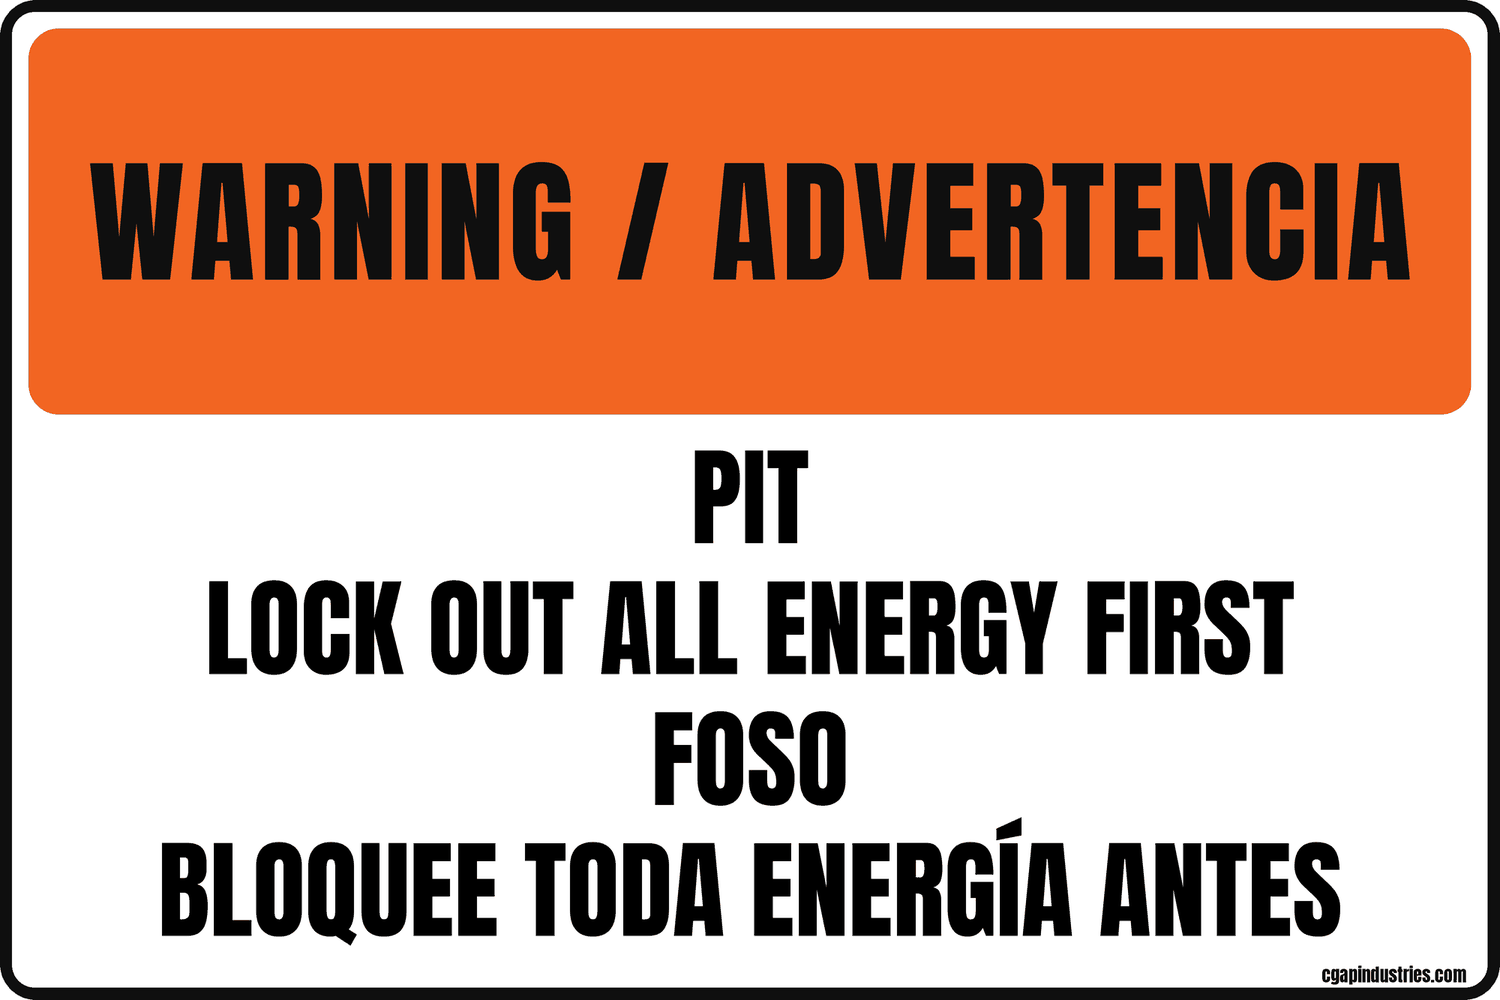 WARNING / ADVERTENCIA
PIT
LOCK OUT ALL ENERGY FIRST
FOSO
BLOQUEE TODA ENERGÍA ANTES
cgapindustries.com